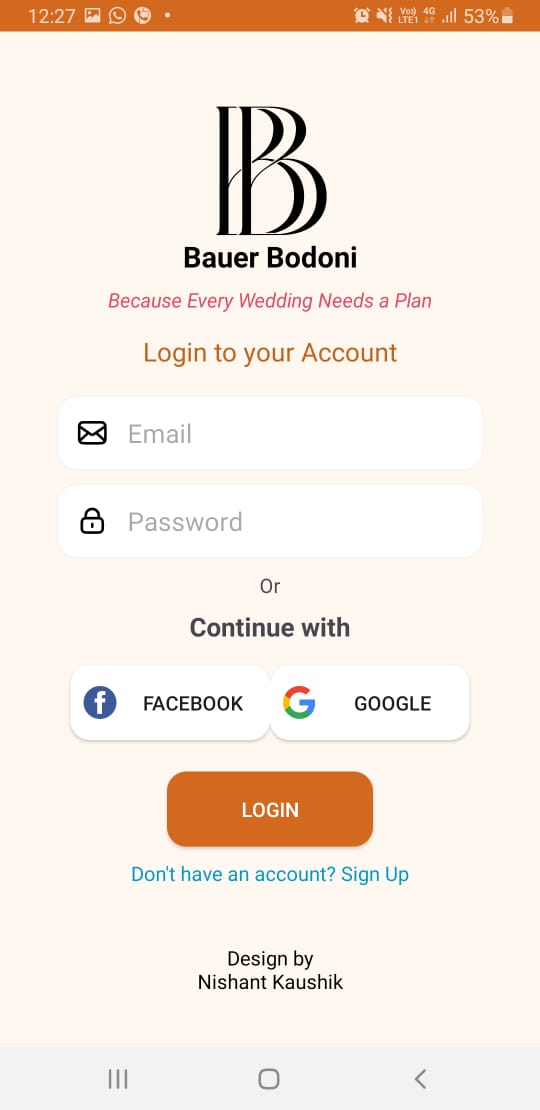 12:27
Vo) 4G 53%
LTE1
B
Bauer Bodoni
Because Every Wedding Needs a Plan
Login to your Account
Email
Password
Or
Continue with
FACEBOOK GOOGLE
LOGIN
Don't have an account? Sign Up
Design by
Nishant Kaushik